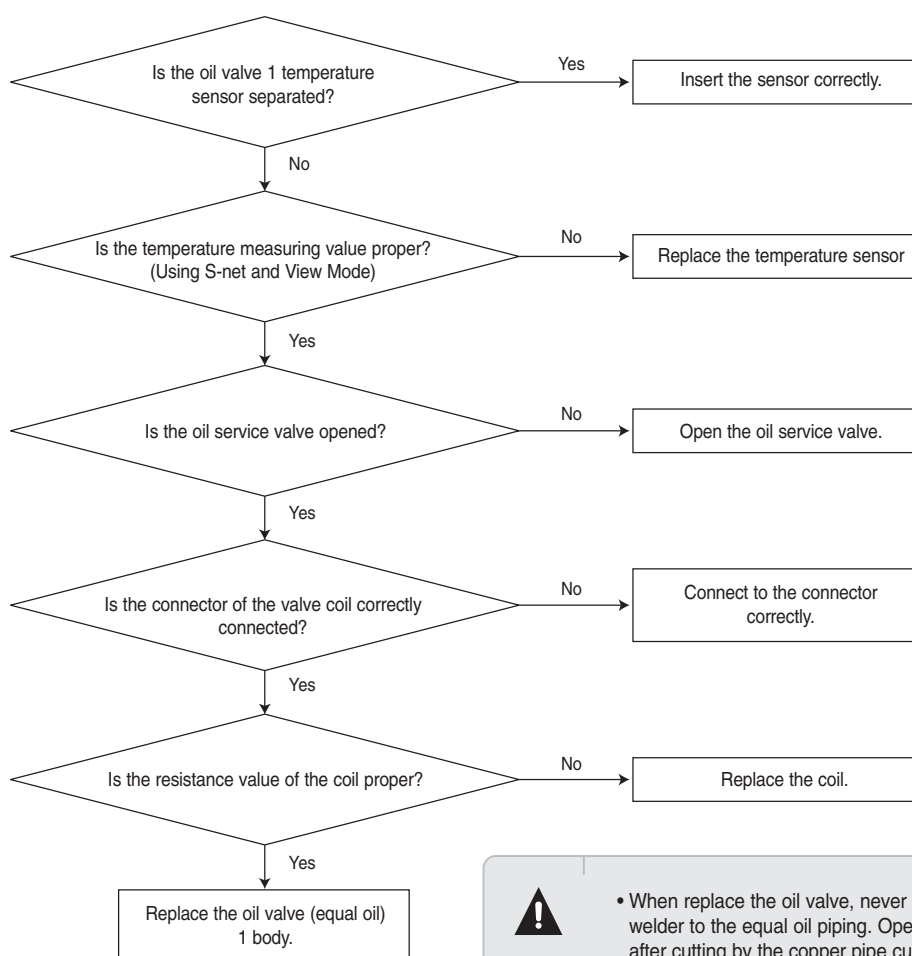 Is the oil valve 1 temperature
sensor separated?
Yes
Insert the sensor correctly.
No
Is the temperature measuring value proper?
(Using S-net and View Mode)
No
Replace the temperature sensor
Yes
Is the oil service valve opened?
No
Open the oil service valve.
Yes
Is the connector of the valve coil correctly
connected?
No
Connect to the connector
correctly.
Yes
Is the resistance value of the coil proper?
No
Replace the coil.
Yes
Replace the oil valve (equal oil)
1 body.
• When replace the oil valve, never
welder to the equal oil piping. Ope
after cutting by the copper pipe cu